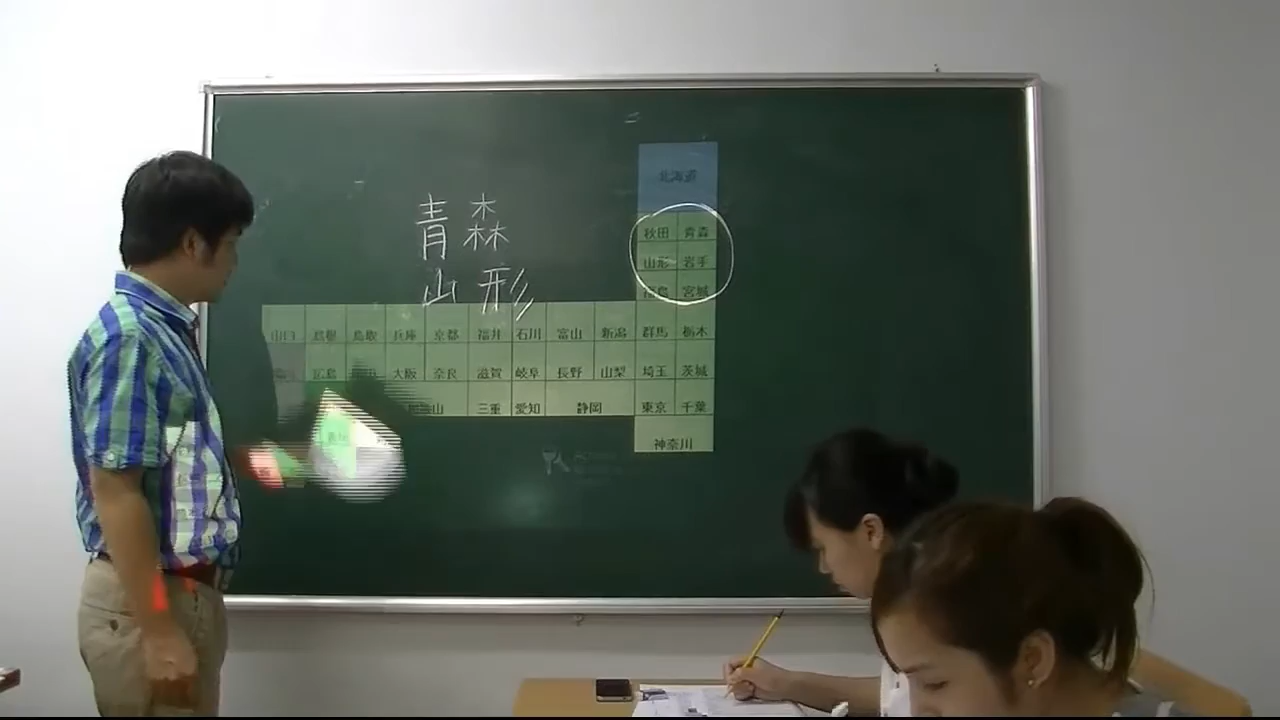 青森
山形
北海道
秋田 青森
山形 岩手
福島 宮城
山口 島根 鳥取 兵庫 京都 福井 石川 富山 新潟 群馬 栃木
広島 大阪 奈良 滋賀 岐阜 長野 山梨 埼玉 茨城
山 三重 愛知 静岡 東京 千葉
神奈川